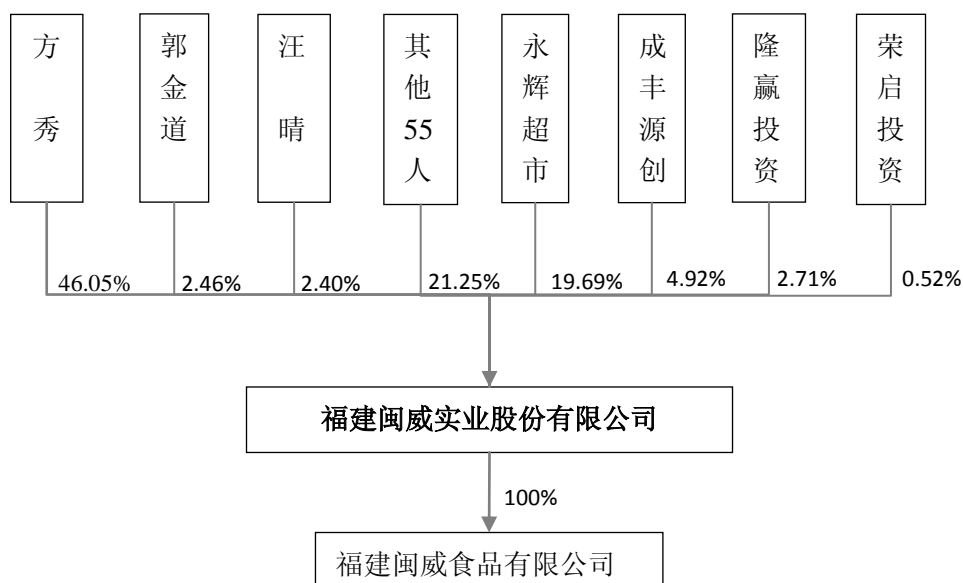 方秀
郭金道
汪晴
其他55人
永辉超市
成丰源创
隆赢投资
荣启投资
46.05%
2.46%
2.40%
21.25%
19.69%
4.92%
2.71%
0.52%
福建闽威实业股份有限公司
100%
福建闽威食品有限公司